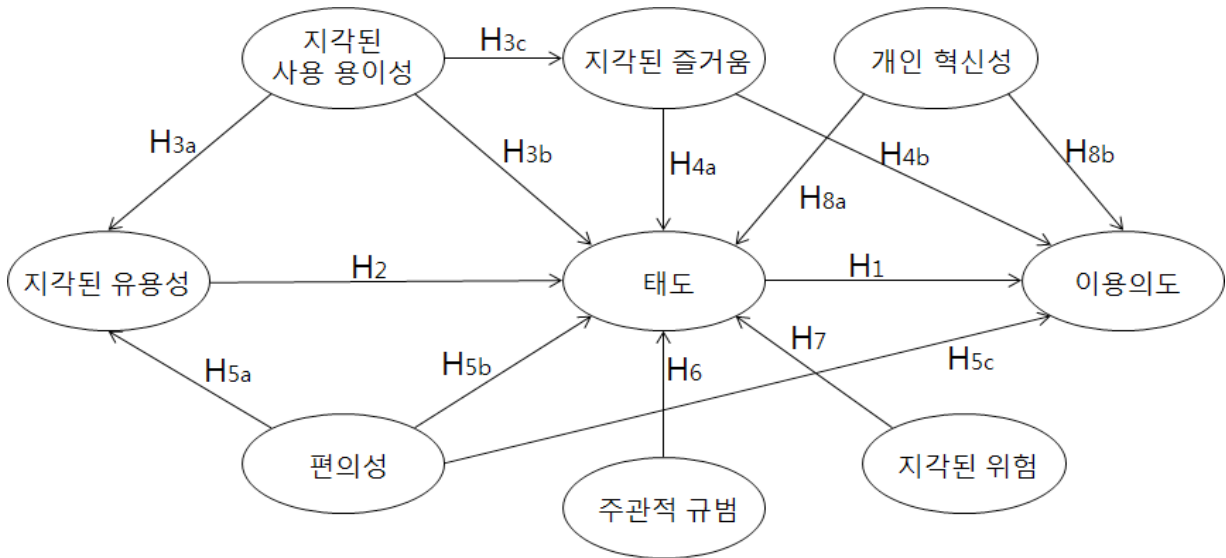 지각된
사용 용이성
H3c
지각된 즐거움
개인 혁신성
H3a
H3b
H4a
H4b
H8b
H8a
지각된 유용성
H2
태도
H1
이용의도
H5a
H5b
H6
H7
H5c
편의성
주관적 규범
지각된 위험